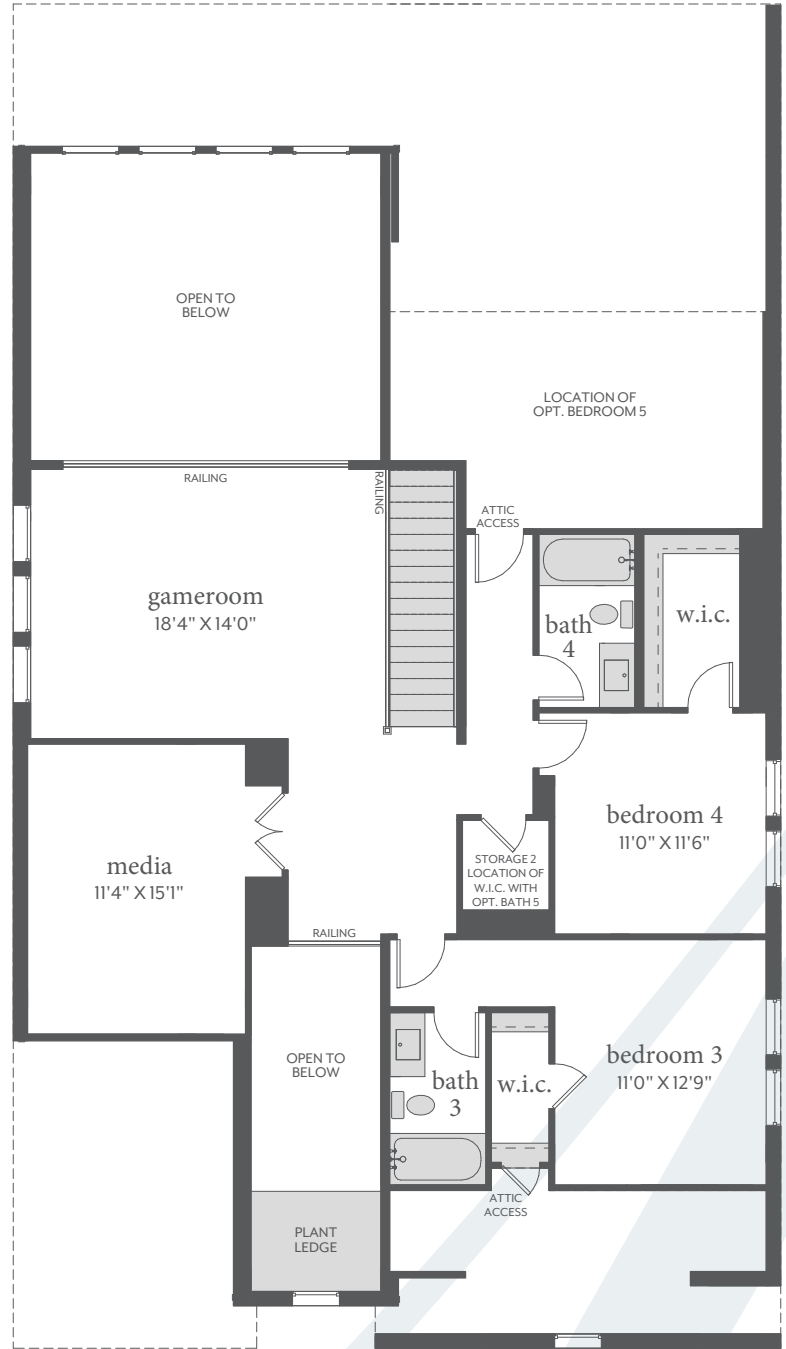 OPEN TO
BELOW
LOCATION OF
OPT. BEDROOM 5
RAILING
RAILING
ATTIC
ACCESS
gameroom
18'4" X 14'0"
bath
4
w.i.c.
bedroom 4
11'0" X 11'6"
media
11'4" X 15'1"
STORAGE 2
LOCATION OF
W.I.C. WITH
OPT. BATH 5
RAILING
OPEN TO
BELOW
bath
3
w.i.c.
bedroom 3
11'0" X 12'9"
ATTIC
ACCESS
PLANT
LEDGE